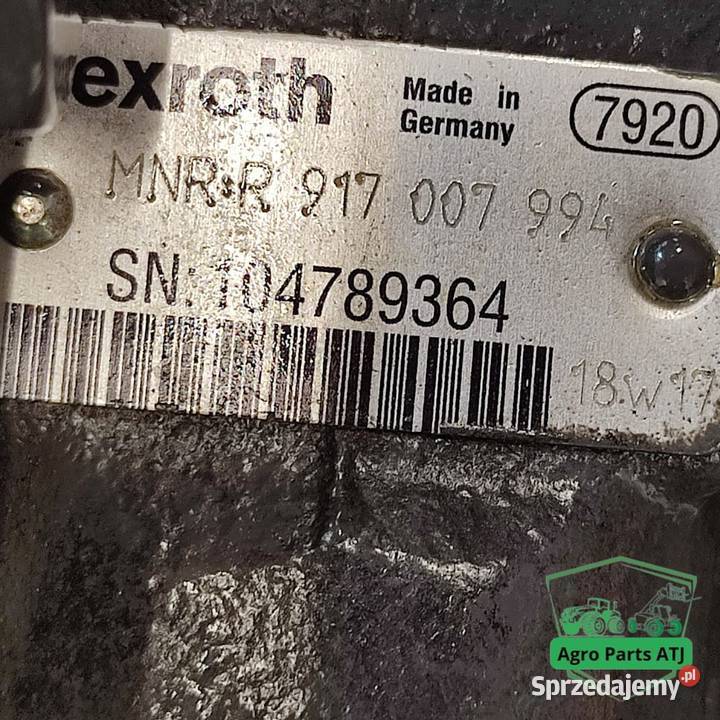 exroth
Made in
Germany
7920
MNR:R 917 007 994
SN: 104789364
18W17
Agro Parts ATJ
Sprzedajemy.pl